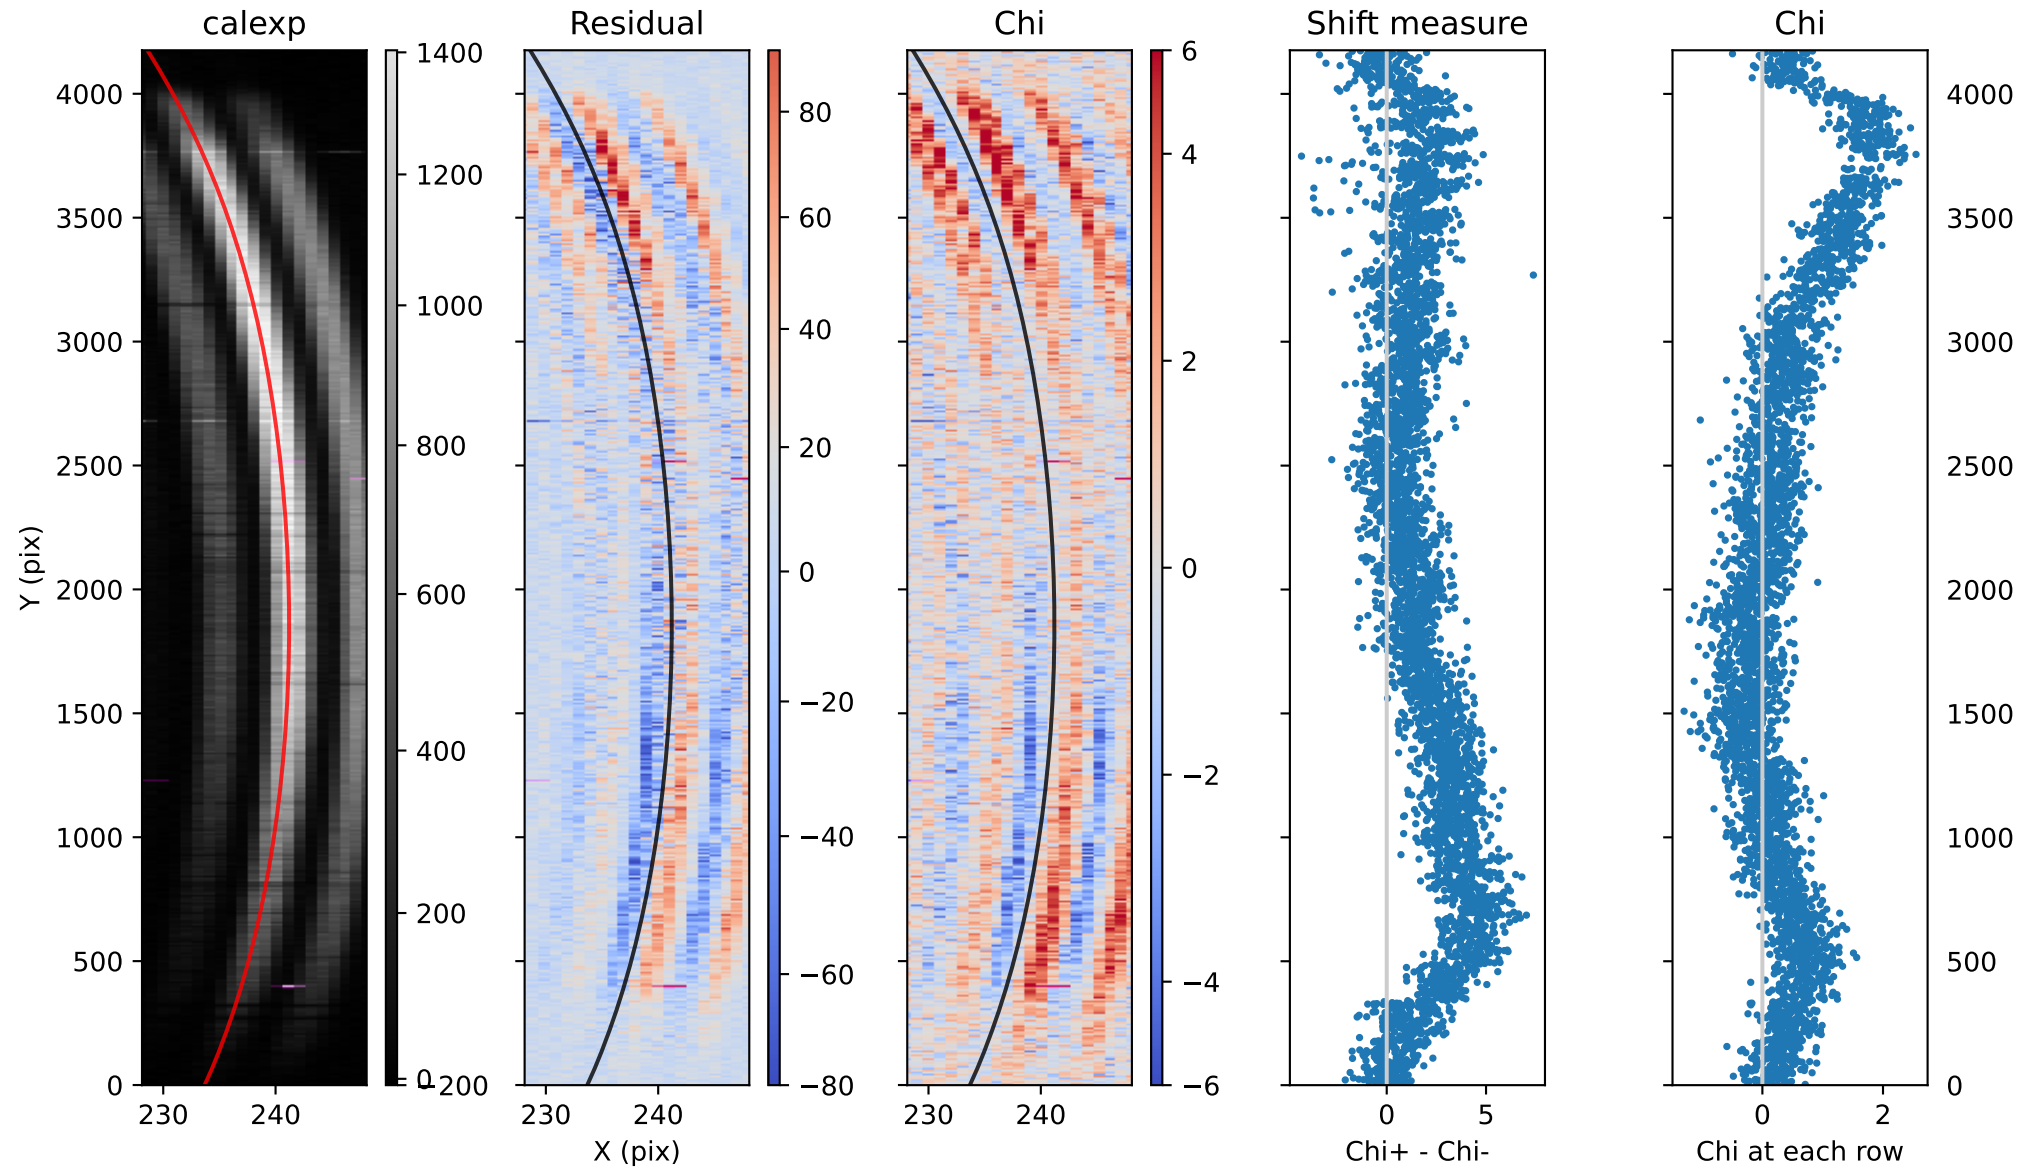 calexp Residual Chi Shift measure Chi
1400 6 4000
4000 80 4 3500
1200 60 3000
3500 1000 40 2 2500
3000 800 20 0 2000
2500 600 0 −2 1500
2000 400 −20 −4 1000
1500 200 −40 −6 500
1000 0 −60 0
500 −200 −80
0
Y (pix)
230 240 230 240 230 240 0 5 0 2
X (pix) Chi+ - Chi- Chi at each row